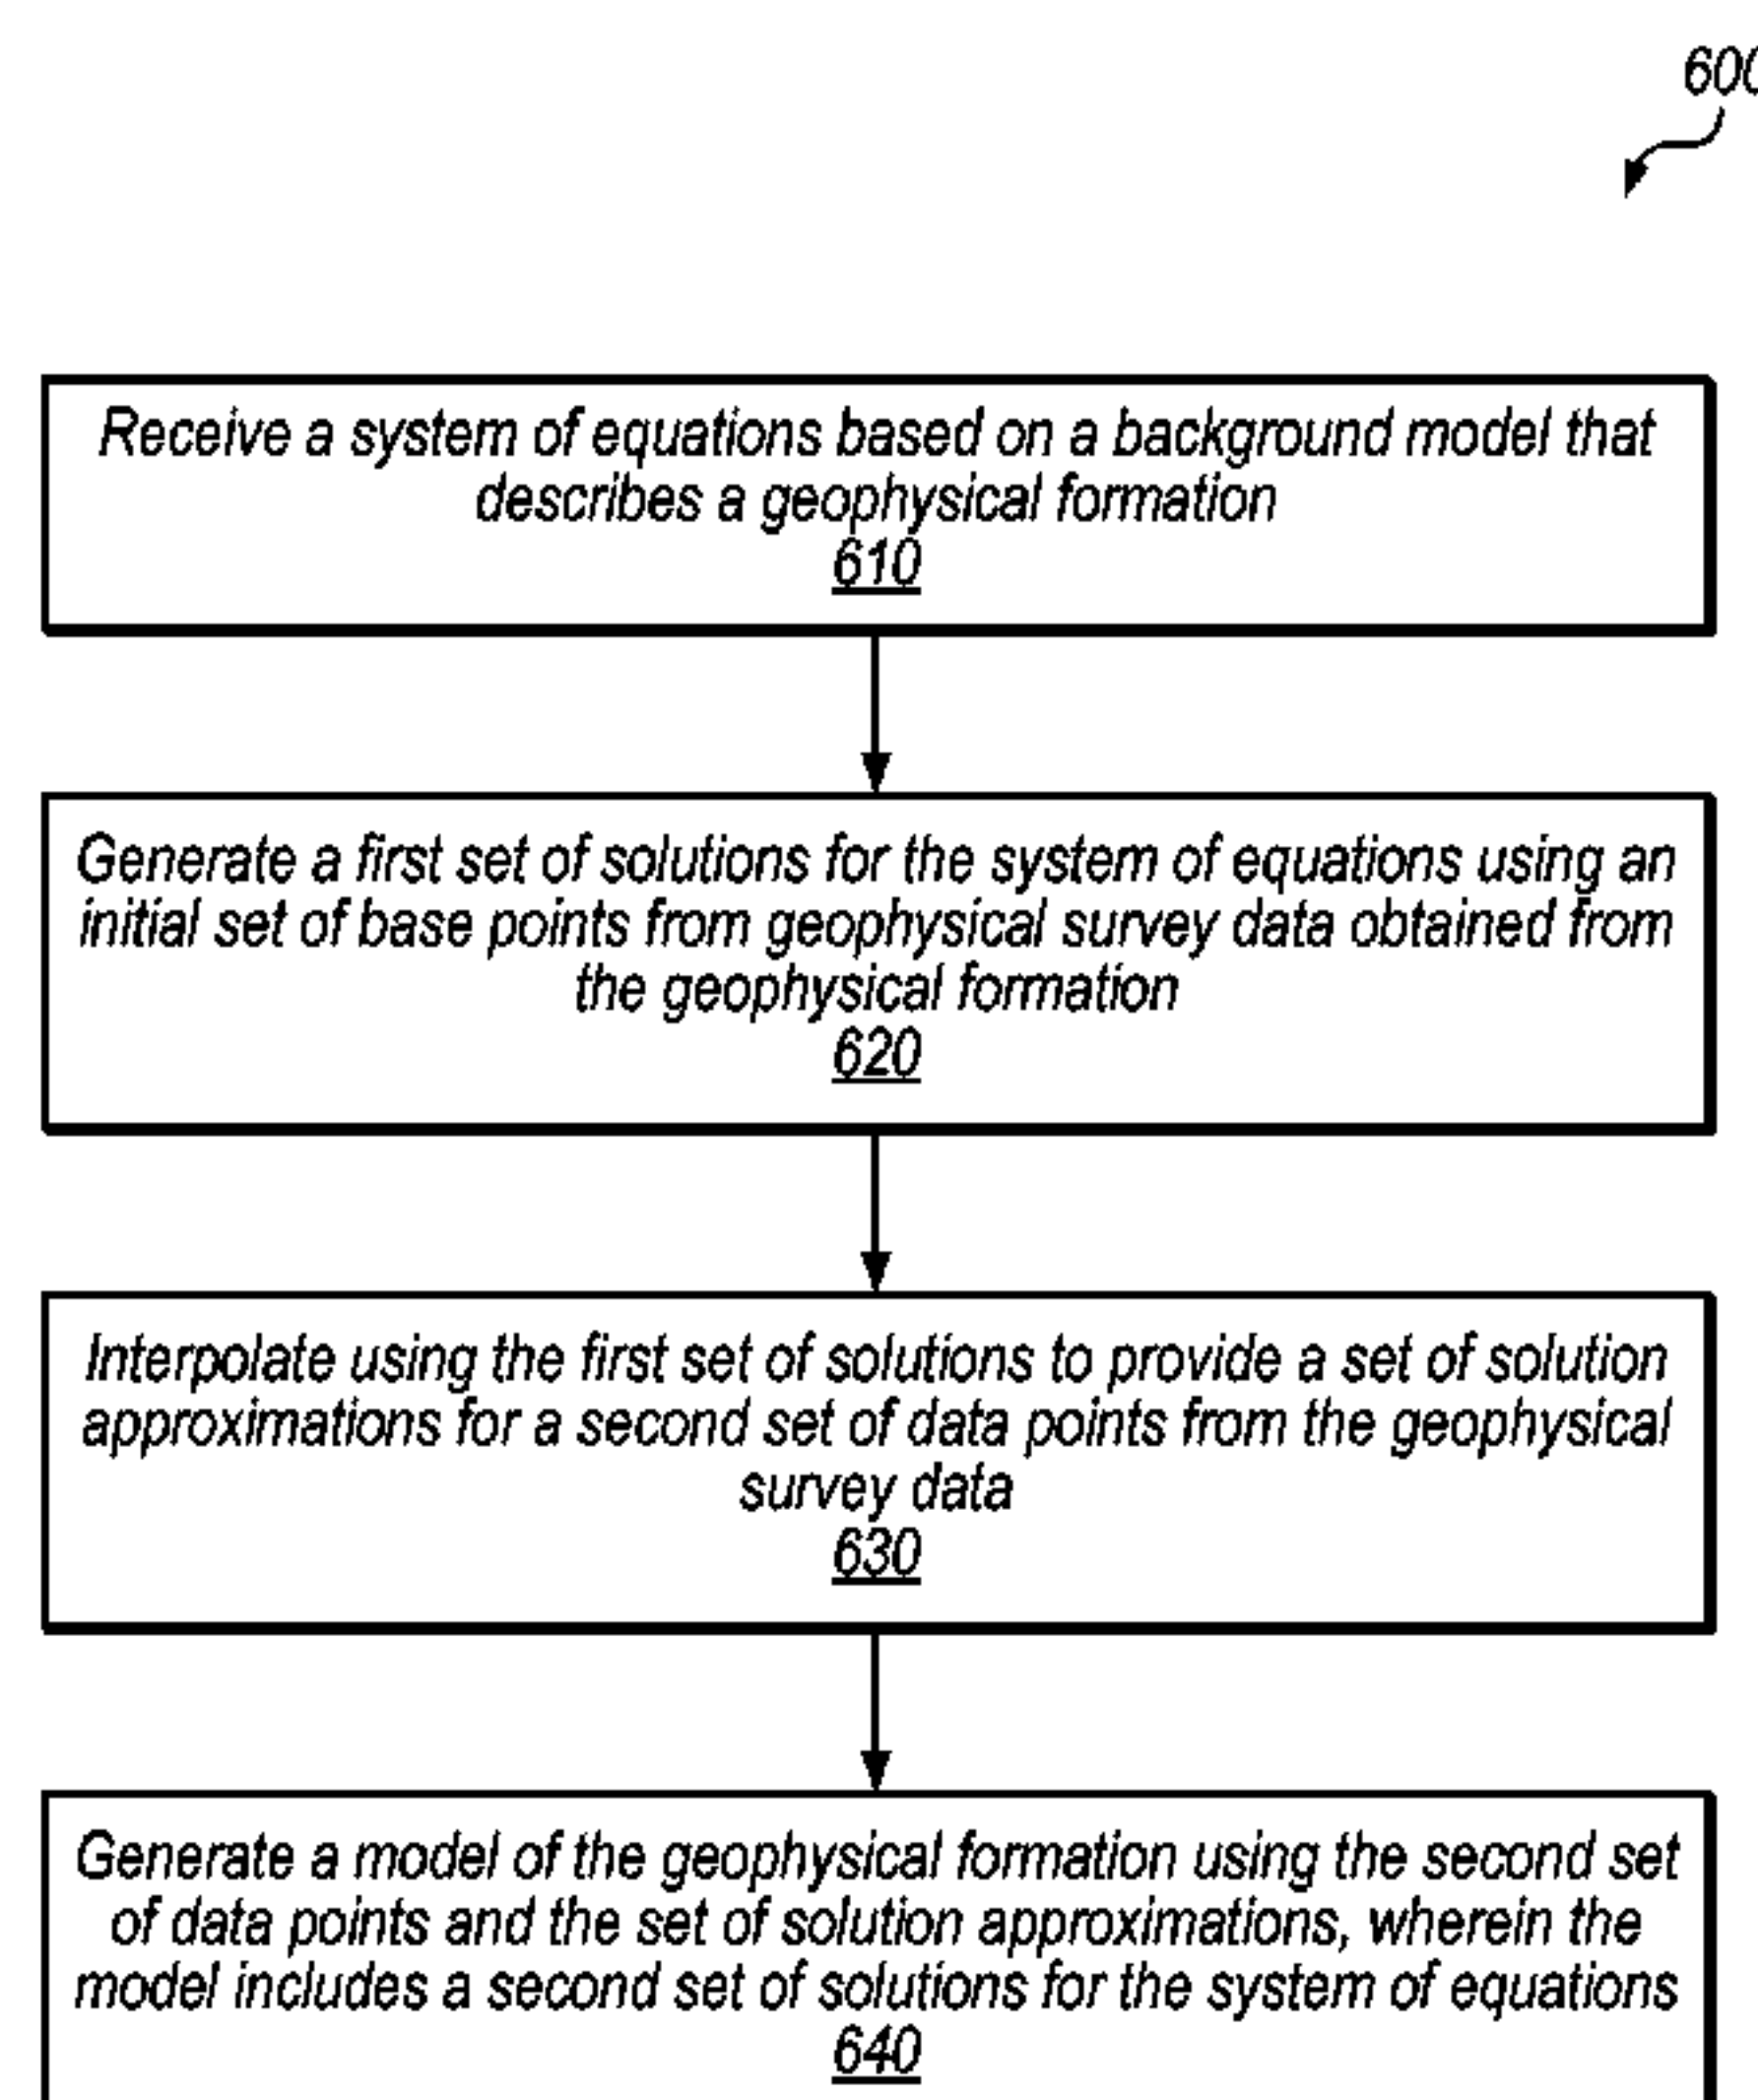 600
Receive a system of equations based on a background model that
describes a geophysical formation
610
Generate a first set of solutions for the system of equations using an
initial set of base points from geophysical survey data obtained from
the geophysical formation
620
Interpolate using the first set of solutions to provide a set of solution
approximations for a second set of data points from the geophysical
survey data
630
Generate a model of the geophysical formation using the second set
of data points and the set of solution approximations, wherein the
model includes a second set of solutions for the system of equations
640